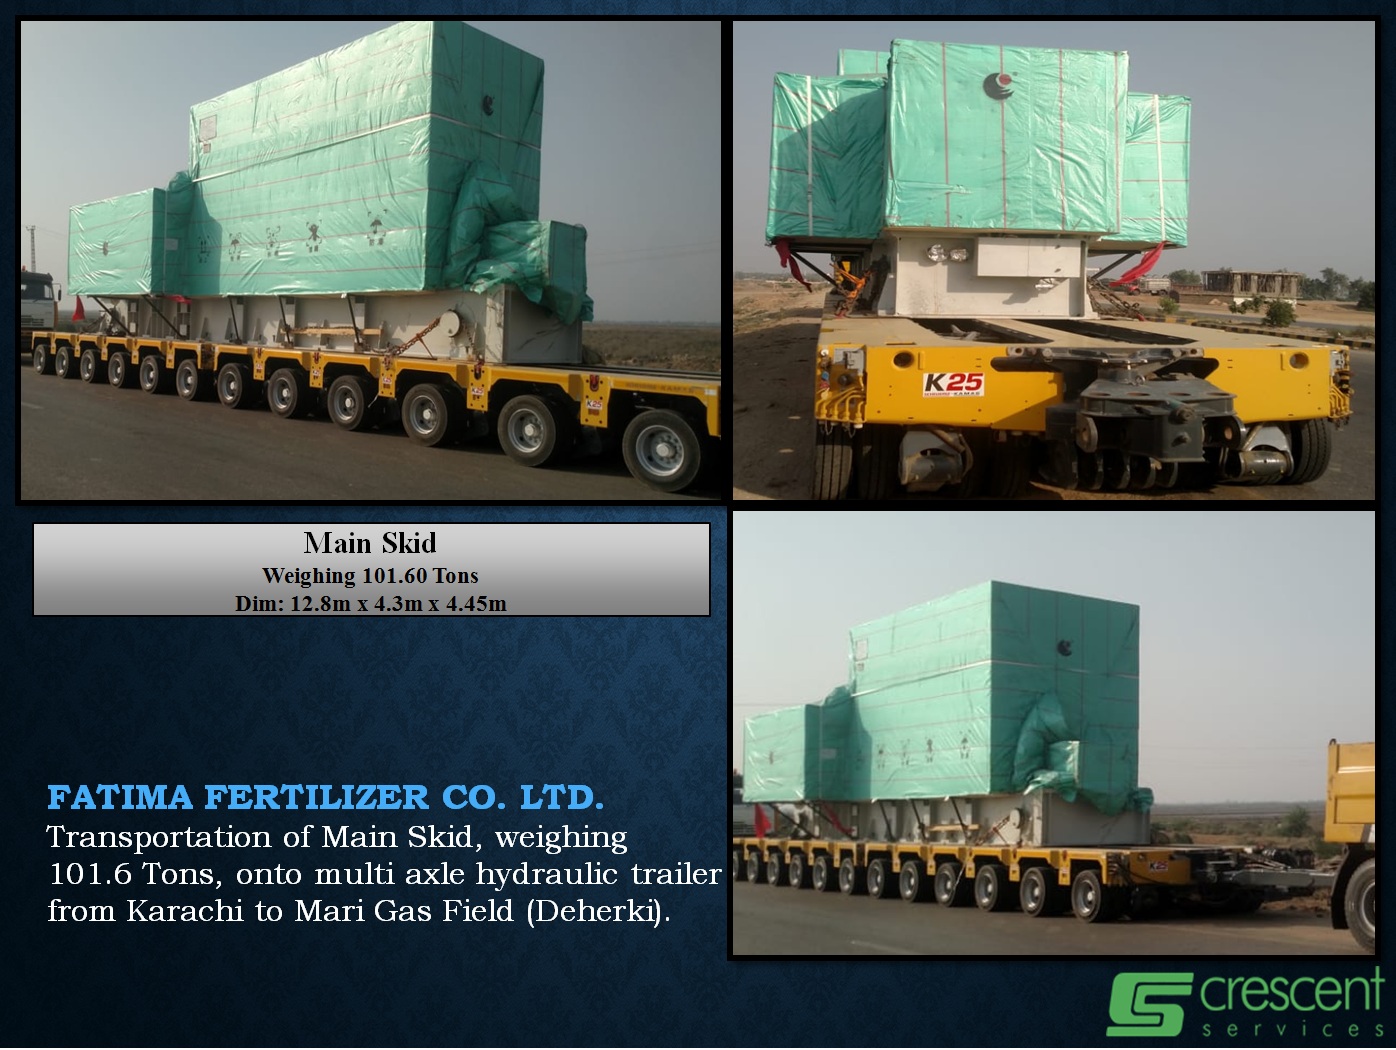 K25
K25
Main Skid
Weighing 101.60 Tons
Dim: 12.8m x 4.3m x 4.45m
K25
FATIMA FERTILIZER CO. LTD.
Transportation of Main Skid, weighing
101.6 Tons, onto multi axle hydraulic trailer
from Karachi to Mari Gas Field (Deherki).
crescent
services